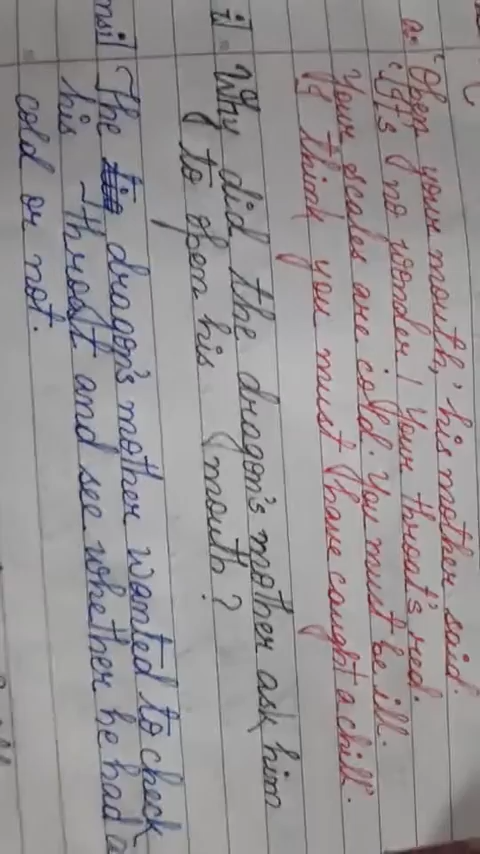 a. 'Open your mouth,' his mother said.
'It's no wonder! Your throat's red.
Your scales are cold. You must be ill.
I think you must have caught a chill'.
i] Why did the dragon's mother ask him
to open his mouth?
nsi] The dragon's mother wanted to check
his throat and see whether he had a
cold or not.